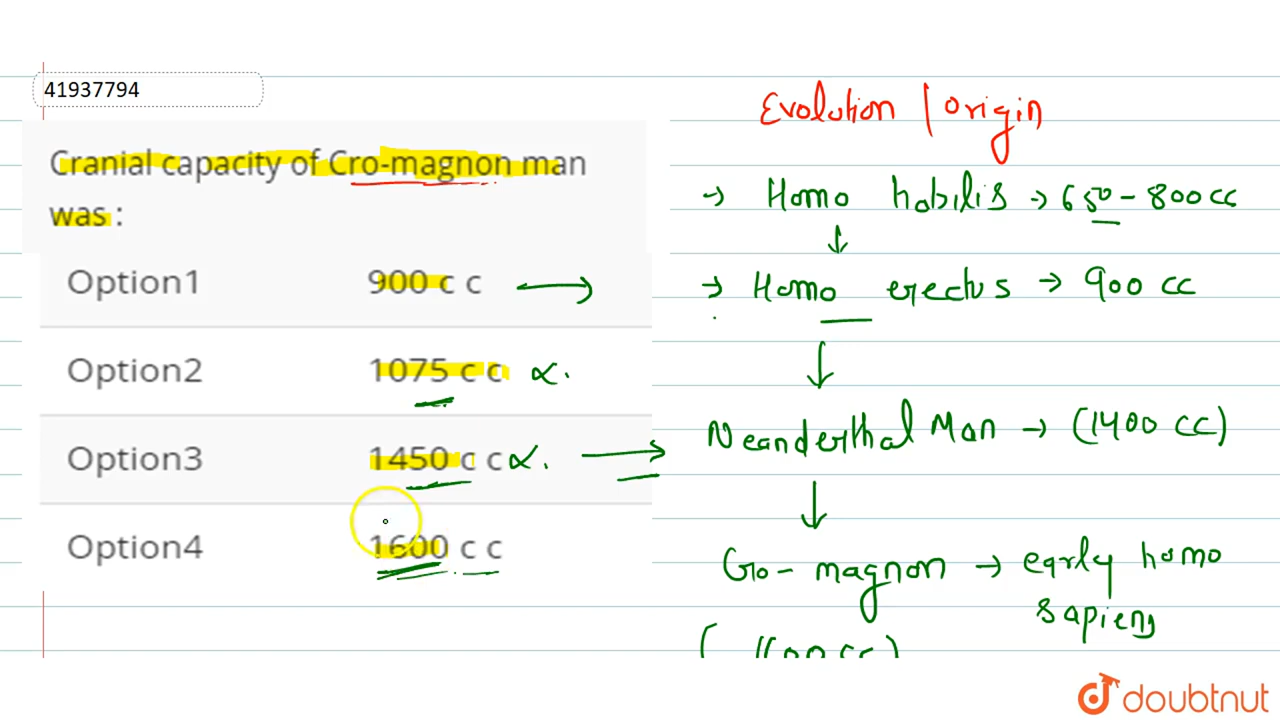 41937794
Cranial capacity of Cro-magnon man
was :
Option1 900 c c →
Option2 1075 c c α.
Option3 1450 c c α. →
Option4 1600 c c
Evolution / origin
→ Homo habilis → 650 - 800 cc
↓
→ Homo erectus → 900 cc
↓
Neanderthal Man → (1400 cc)
↓
Cro-magnon → early homo
sapiens
doubtnut